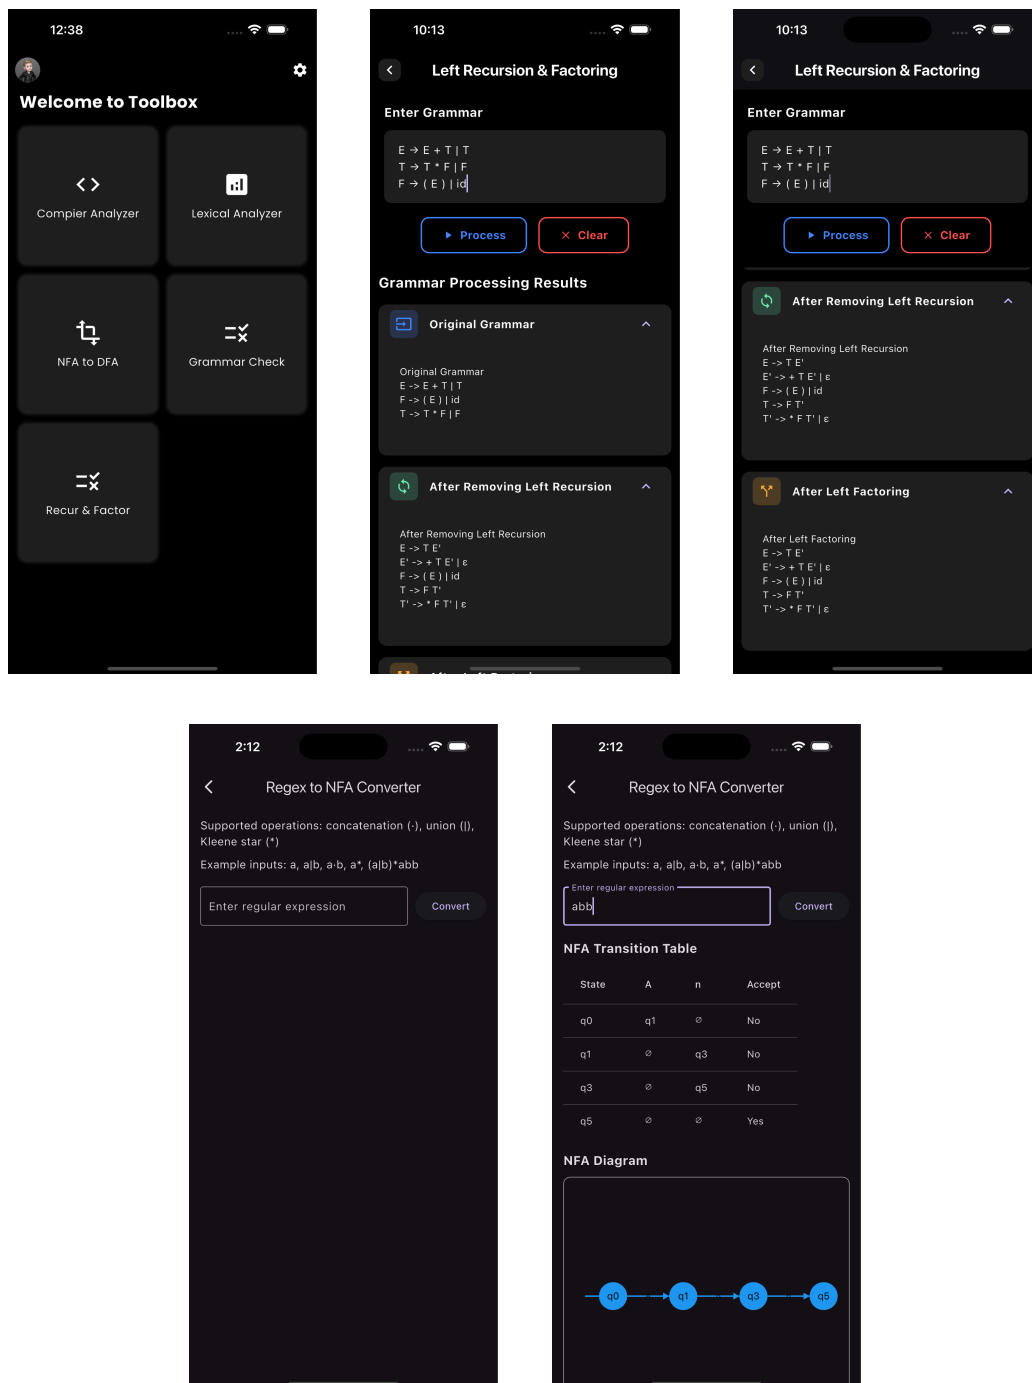 12:38
Welcome to Toolbox
Compier Analyzer
Lexical Analyzer
NFA to DFA
Grammar Check
Recur & Factor
10:13
Left Recursion & Factoring
Enter Grammar
E → E + T | T
T → T * F | F
F → ( E ) | id
Process
Clear
Grammar Processing Results
Original Grammar
Original Grammar
E -> E + T | T
F -> ( E ) | id
T -> T * F | F
After Removing Left Recursion
After Removing Left Recursion
E -> T E'
E' -> + T E' | ε
F -> ( E ) | id
T -> F T'
T' -> * F T' | ε
10:13
Left Recursion & Factoring
Enter Grammar
E → E + T | T
T → T * F | F
F → ( E ) | id
Process
Clear
After Removing Left Recursion
After Removing Left Recursion
E -> T E'
E' -> + T E' | ε
F -> ( E ) | id
T -> F T'
T' -> * F T' | ε
After Left Factoring
After Left Factoring
E -> T E'
E' -> + T E' | ε
F -> ( E ) | id
T -> F T'
T' -> * F T' | ε
2:12
Regex to NFA Converter
Supported operations: concatenation (·), union (|),
Kleene star (*)
Example inputs: a, a|b, a·b, a*, (a|b)*abb
Enter regular expression
Convert
2:12
Regex to NFA Converter
Supported operations: concatenation (·), union (|),
Kleene star (*)
Example inputs: a, a|b, a·b, a*, (a|b)*abb
Enter regular expression
abb
Convert
NFA Transition Table
State A n Accept
q0 q1 ∅ No
q1 ∅ q3 No
q3 ∅ q5 No
q5 ∅ ∅ Yes
NFA Diagram
q0 q1 q3 q5